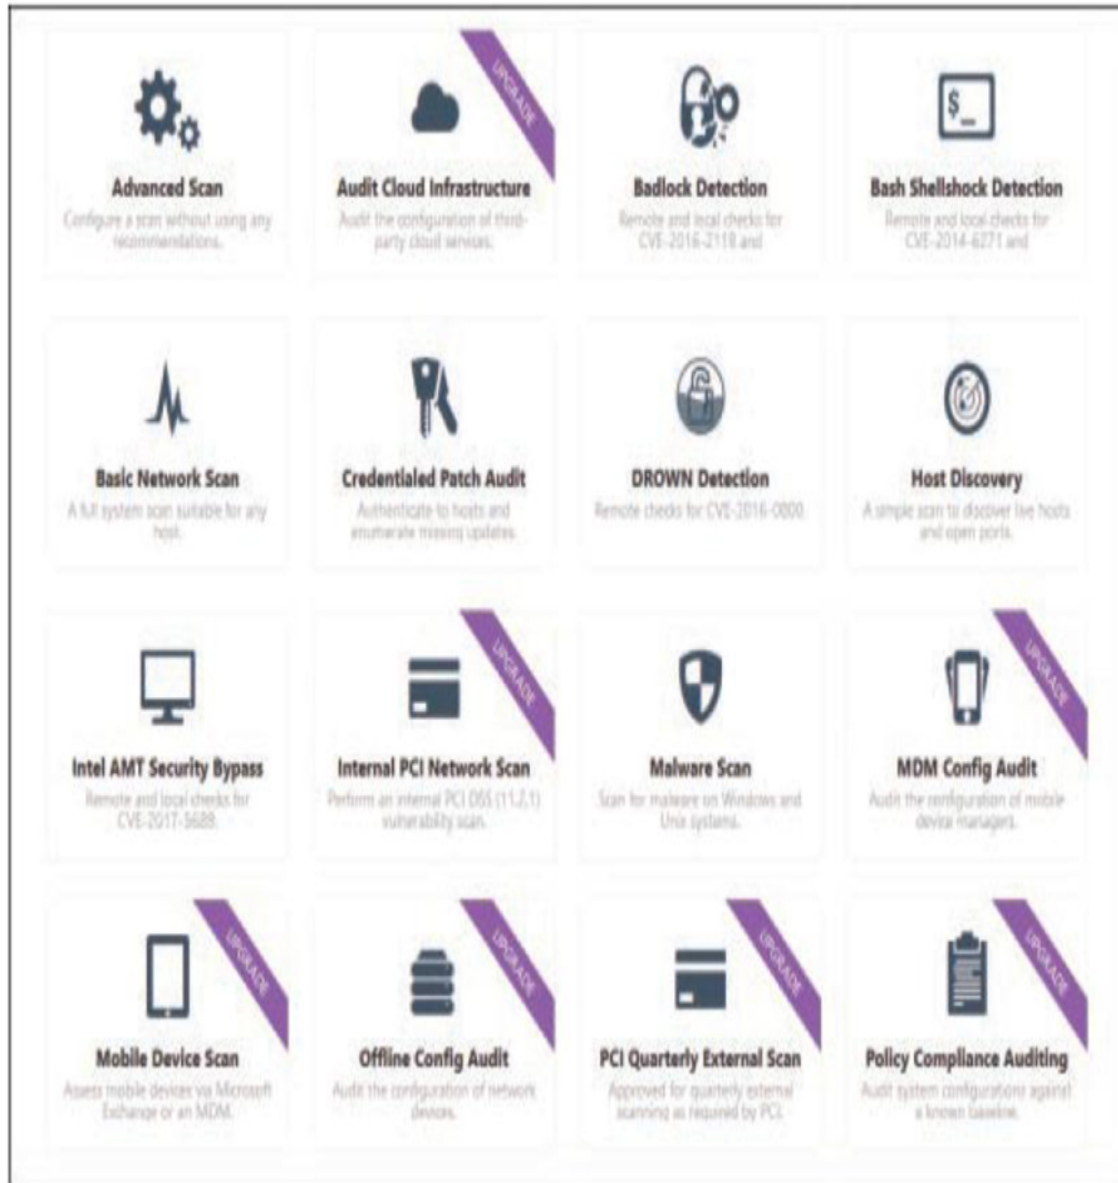 UPGRADE
$_
Advanced Scan
Configure a scan without using any
recommendations.
Audit Cloud Infrastructure
Audit the configuration of third-
party cloud services.
Badlock Detection
Remote and local checks for
CVE-2016-2118 and
Bash Shellshock Detection
Remote and local checks for
CVE-2014-6271 and
Basic Network Scan
A full system scan suitable for any
host.
Credentialed Patch Audit
Authenticate to hosts and
enumerate missing updates.
DROWN Detection
Remote checks for CVE-2016-0800.
Host Discovery
A simple scan to discover live hosts
and open ports.
UPGRADE
UPGRADE
Intel AMT Security Bypass
Remote and local checks for
CVE-2017-5689.
Internal PCI Network Scan
Perform an internal PCI DSS (11.2.1)
vulnerability scan.
Malware Scan
Scan for malware on Windows and
Unix systems.
MDM Config Audit
Audit the configuration of mobile
device managers.
UPGRADE
UPGRADE
UPGRADE
UPGRADE
Mobile Device Scan
Assess mobile devices via Microsoft
Exchange or an MDM.
Offline Config Audit
Audit the configuration of network
devices.
PCI Quarterly External Scan
Approved for quarterly external
scanning as required by PCI.
Policy Compliance Auditing
Audit system configurations against
a known baseline.